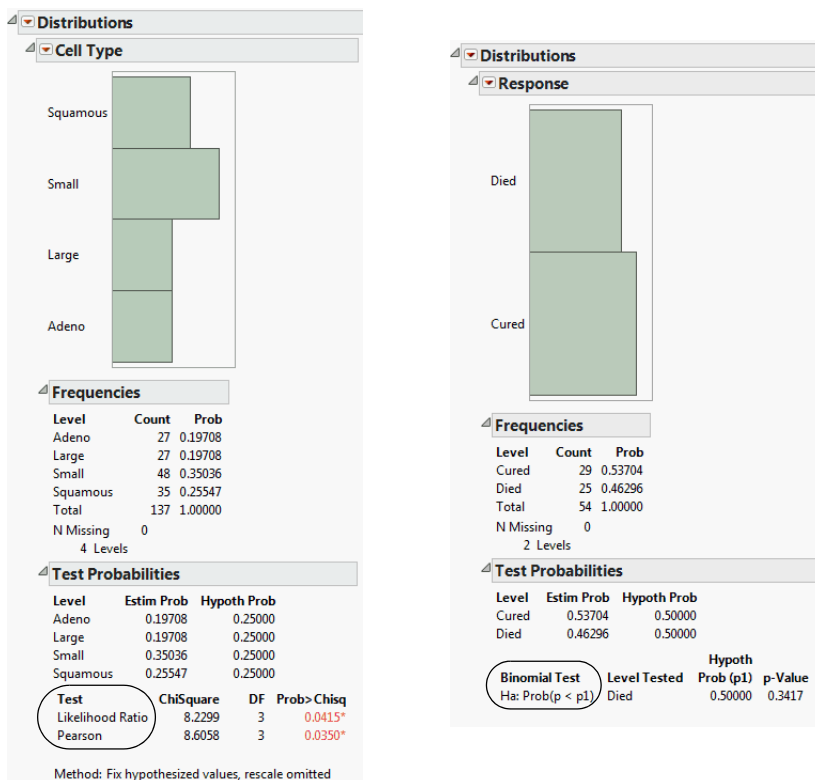 Distributions
Cell Type
Squamous
Small
Large
Adeno
Frequencies
Level Count Prob
Adeno 27 0.19708
Large 27 0.19708
Small 48 0.35036
Squamous 35 0.25547
Total 137 1.00000
N Missing 0
4 Levels
Test Probabilities
Level Estim Prob Hypoth Prob
Adeno 0.19708 0.25000
Large 0.19708 0.25000
Small 0.35036 0.25000
Squamous 0.25547 0.25000
Test ChiSquare DF Prob>Chisq
Likelihood Ratio 8.2299 3 0.0415*
Pearson 8.6058 3 0.0350*
Method: Fix hypothesized values, rescale omitted
Distributions
Response
Died
Cured
Frequencies
Level Count Prob
Cured 29 0.53704
Died 25 0.46296
Total 54 1.00000
N Missing 0
2 Levels
Test Probabilities
Level Estim Prob Hypoth Prob
Cured 0.53704 0.50000
Died 0.46296 0.50000
Hypoth
Binomial Test Level Tested Prob (p1) p-Value
Ha: Prob(p < p1) Died 0.50000 0.3417